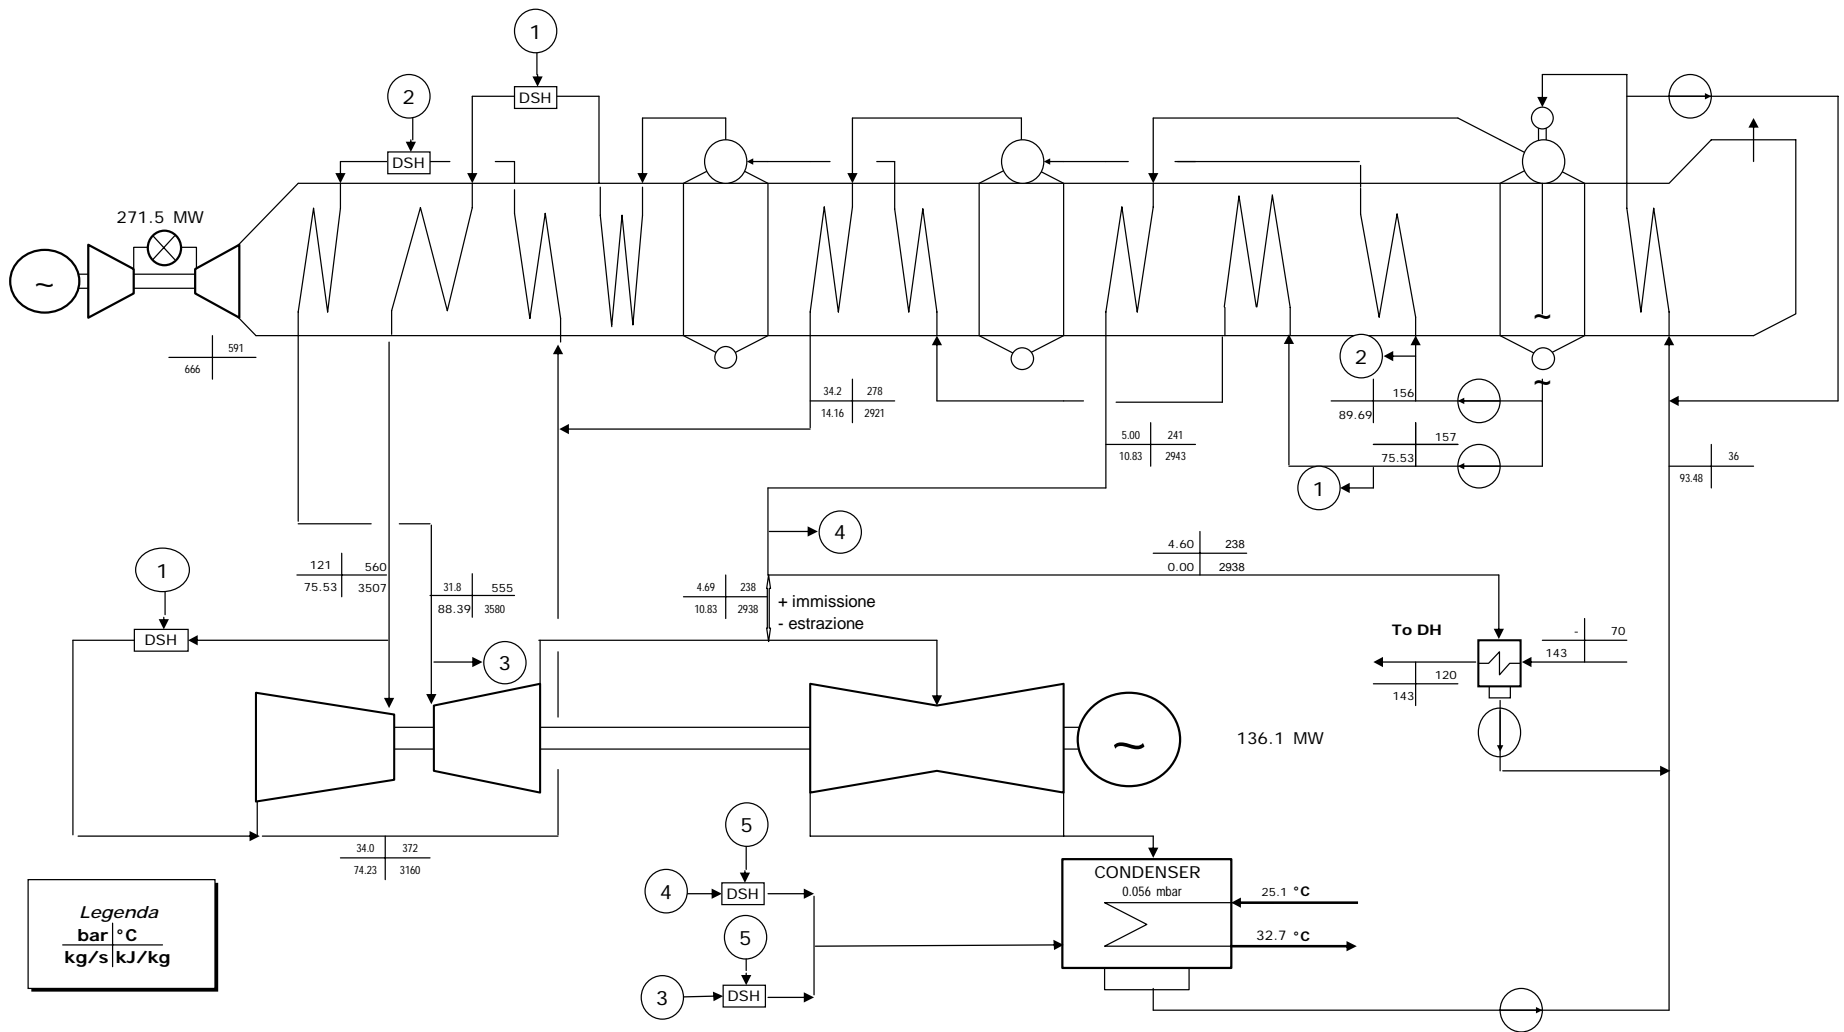 1
2
DSH
DSH
271.5 MW
~
591
666
~
~
34.2 278
14.16 2921
2
156
89.69
157
75.53
1
5.00 241
10.83 2943
36
93.48
4
4.60 238
0.00 2938
1
121 560
75.53 3507
31.8 555
88.39 3580
4.69 238
10.83 2938
+ immissione
- estrazione
DSH
3
To DH
- 70
143
120
143
~
136.1 MW
34.0 372
74.23 3160
5
4
DSH
5
3
DSH
CONDENSER
0.056 mbar
25.1 °C
32.7 °C
Legenda
bar °C
kg/s kJ/kg